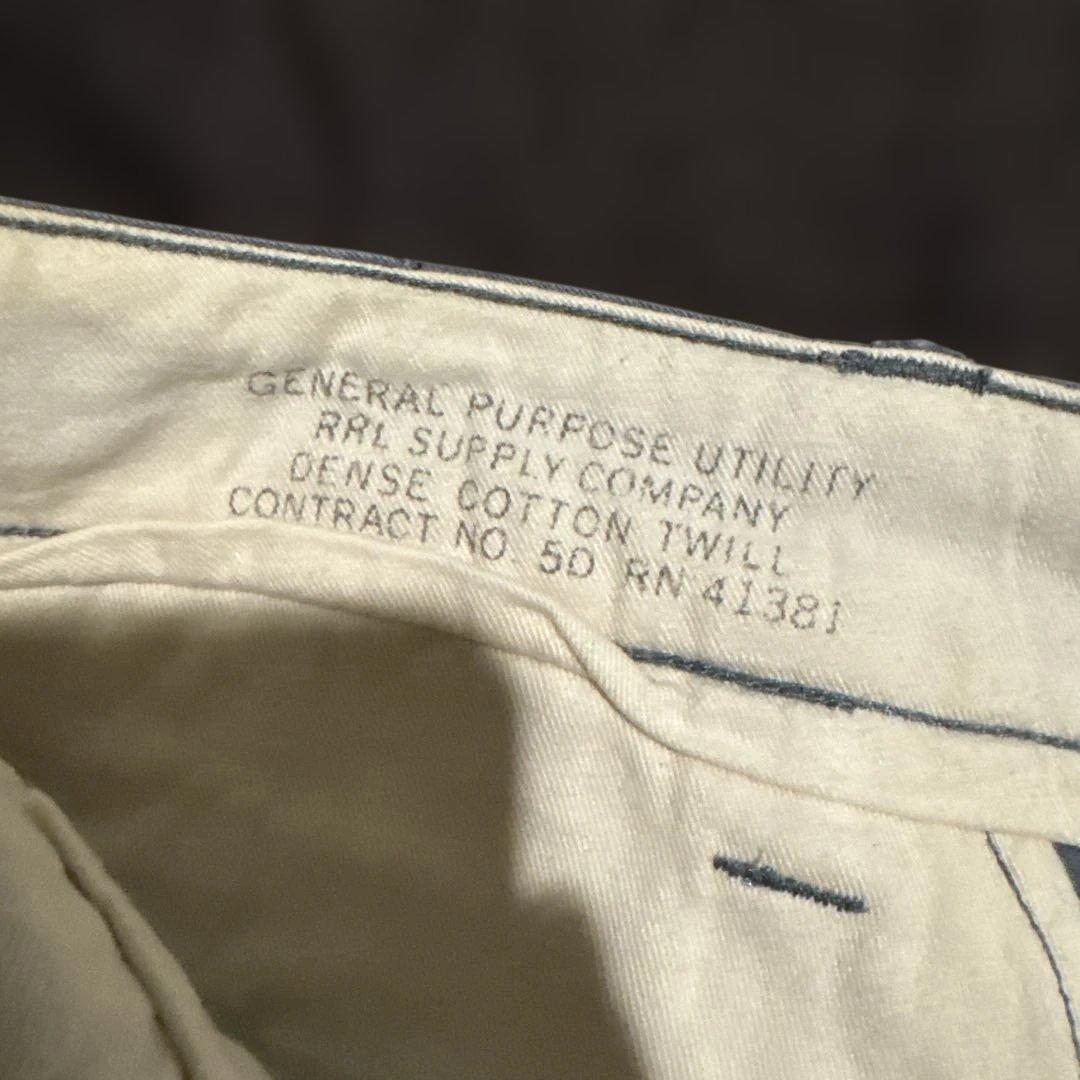 GENERAL PURPOSE UTILITY
RRL SUPPLY COMPANY
DENSE COTTON TWILL
CONTRACT NO. 50 RN 41381